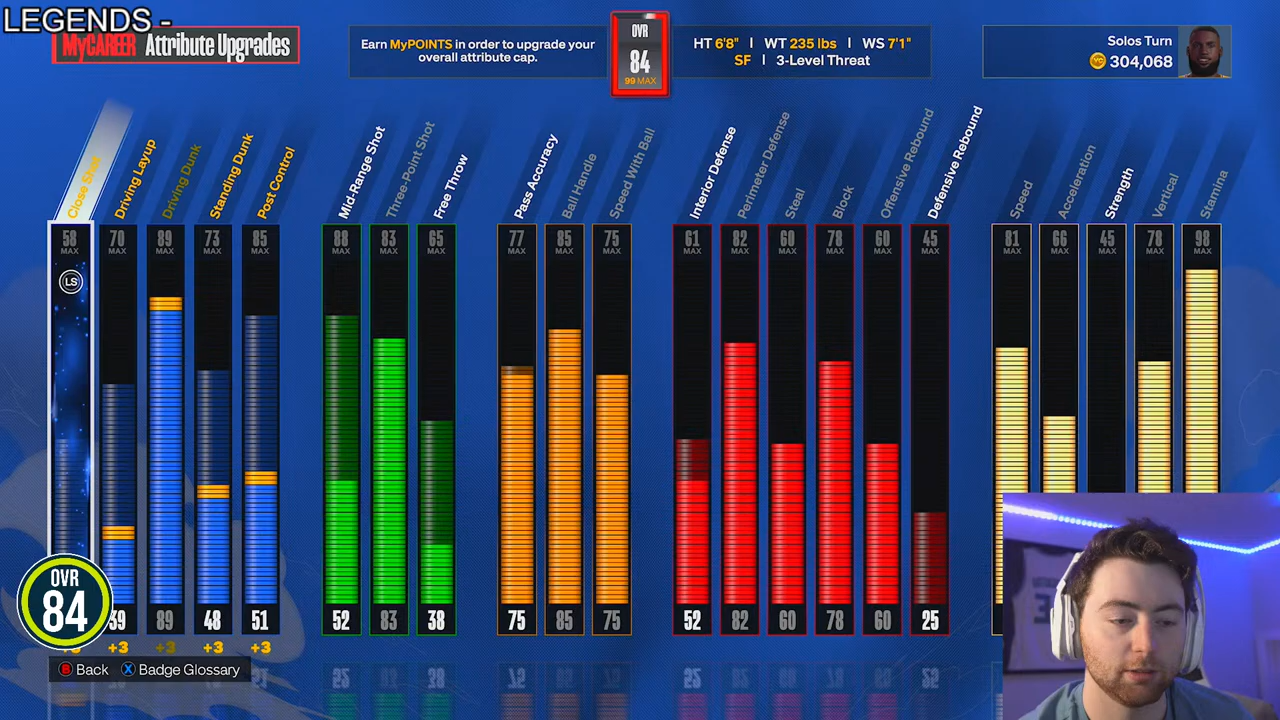 LEGENDS -
MyCAREER Attribute Upgrades
Earn MyPOINTS in order to upgrade your
overall attribute cap.
OVR
84
99 MAX
HT 6'8" | WT 235 lbs | WS 7'1"
SF | 3-Level Threat
Solos Turn
VC 304,068
Close Shot
Driving Layup
Driving Dunk
Standing Dunk
Post Control
Mid-Range Shot
Three-Point Shot
Free Throw
Pass Accuracy
Ball Handle
Speed With Ball
Interior Defense
Perimeter Defense
Steal
Block
Offensive Rebound
Defensive Rebound
Speed
Acceleration
Strength
Vertical
Stamina
58 70 89 73 85 88 83 65 77 85 75 61 82 60 78 60 45 81 66 45 78 98
MAX MAX MAX MAX MAX MAX MAX MAX MAX MAX MAX MAX MAX MAX MAX MAX MAX MAX MAX MAX MAX MAX
LS
OVR
84
39 89 48 51 52 83 38 75 85 75 52 82 60 78 60 25
+3 +3 +3 +3
B Back X Badge Glossary